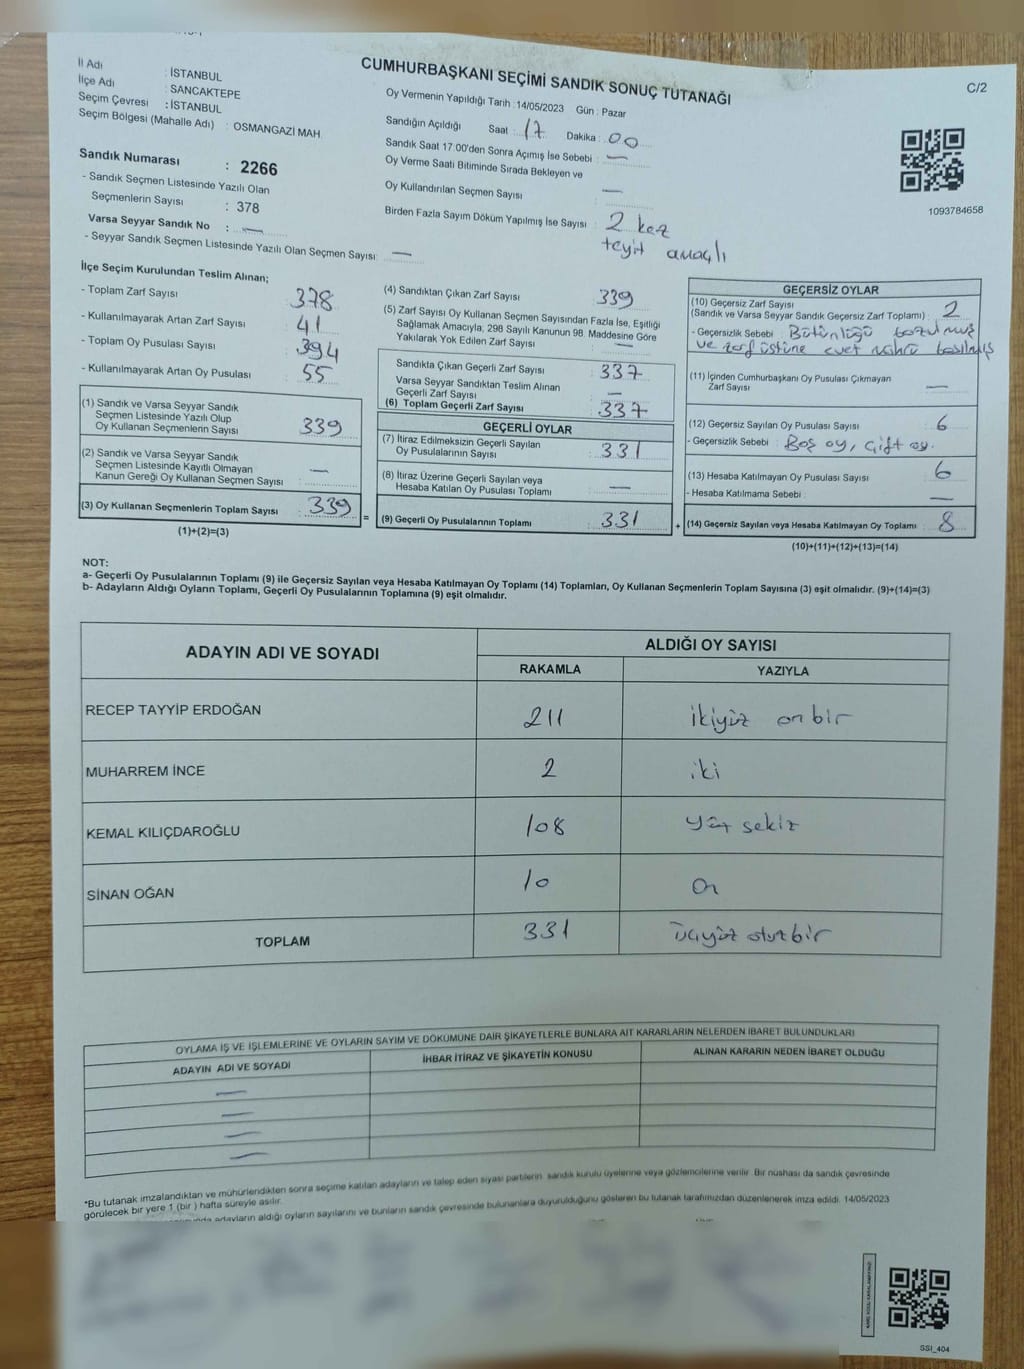 CUMHURBAŞKANI SEÇİMİ SANDIK SONUÇ TUTANAĞI
C/2
İl Adı : İSTANBUL
İlçe Adı : SANCAKTEPE
Seçim Çevresi : İSTANBUL
Seçim Bölgesi (Mahalle Adı) : OSMANGAZİ MAH.
Sandık Numarası : 2266
- Sandık Seçmen Listesinde Yazılı Olan
Seçmenlerin Sayısı : 378
Varsa Seyyar Sandık No : —
- Seyyar Sandık Seçmen Listesinde Yazılı Olan Seçmen Sayısı: —
Oy Vermenin Yapıldığı Tarih :14/05/2023 Gün : Pazar
Sandığın Açıldığı Saat : 17 Dakika : 00
Sandık Saat 17.00'den Sonra Açımış İse Sebebi : —
Oy Verme Saati Bitiminde Sırada Bekleyen ve
Oy Kullandırılan Seçmen Sayısı : —
Birden Fazla Sayım Döküm Yapılmış İse Sayısı : 2 kez
teyit amaçlı
1093784658
İlçe Seçim Kurulundan Teslim Alınan;
- Toplam Zarf Sayısı 378
- Kullanılmayarak Artan Zarf Sayısı 41
- Toplam Oy Pusulası Sayısı 394
- Kullanılmayarak Artan Oy Pusulası 55
(1) Sandık ve Varsa Seyyar Sandık
Seçmen Listesinde Yazılı Olup
Oy Kullanan Seçmenlerin Sayısı 339
(2) Sandık ve Varsa Seyyar Sandık
Seçmen Listesinde Kayıtlı Olmayan
Kanun Gereği Oy Kullanan Seçmen Sayısı —
(3) Oy Kullanan Seçmenlerin Toplam Sayısı : 339
(1)+(2)=(3)
=
(4) Sandıktan Çıkan Zarf Sayısı 339
(5) Zarf Sayısı Oy Kullanan Seçmen Sayısından Fazla İse, Eşitliği
Sağlamak Amacıyla, 298 Sayılı Kanunun 98. Maddesine Göre
Yakılarak Yok Edilen Zarf Sayısı —
Sandıkta Çıkan Geçerli Zarf Sayısı 337
Varsa Seyyar Sandıktan Teslim Alınan
Geçerli Zarf Sayısı —
(6) Toplam Geçerli Zarf Sayısı 337
GEÇERLİ OYLAR
(7) İtiraz Edilmeksizin Geçerli Sayılan
Oy Pusulalarının Sayısı 331
(8) İtiraz Üzerine Geçerli Sayılan veya
Hesaba Katılan Oy Pusulası Toplamı —
(9) Geçerli Oy Pusulalarının Toplamı 331
+
GEÇERSİZ OYLAR
(10) Geçersiz Zarf Sayısı
(Sandık ve Varsa Seyyar Sandık Geçersiz Zarf Toplamı) : 2
- Geçersizlik Sebebi : Bütünlüğü bozulmuş
ve zarf üstüne evet mührü basılmış
(11) İçinden Cumhurbaşkanı Oy Pusulası Çıkmayan
Zarf Sayısı —
(12) Geçersiz Sayılan Oy Pusulası Sayısı : 6
- Geçersizlik Sebebi : Boş oy, çift oy.
(13) Hesaba Katılmayan Oy Pusulası Sayısı : 6
- Hesaba Katılmama Sebebi : —
(14) Geçersiz Sayılan veya Hesaba Katılmayan Oy Toplamı : 8
(10)+(11)+(12)+(13)=(14)
NOT:
a- Geçerli Oy Pusulalarının Toplamı (9) ile Geçersiz Sayılan veya Hesaba Katılmayan Oy Toplamı (14) Toplamları, Oy Kullanan Seçmenlerin Toplam Sayısına (3) eşit olmalıdır. (9)+(14)=(3)
b- Adayların Aldığı Oyların Toplamı, Geçerli Oy Pusulalarının Toplamına (9) eşit olmalıdır.
ADAYIN ADI VE SOYADI
ALDIĞI OY SAYISI
RAKAMLA YAZIYLA
RECEP TAYYİP ERDOĞAN 211 ikiyüz onbir
MUHARREM İNCE 2 iki
KEMAL KILIÇDAROĞLU 108 yüz sekiz
SİNAN OĞAN 10 On
TOPLAM 331 üçyüz otuzbir
OYLAMA İŞ VE İŞLEMLERİNE VE OYLARIN SAYIM VE DÖKÜMÜNE DAİR ŞİKAYETLERLE BUNLARA AİT KARARLARIN NELERDEN İBARET BULUNDUKLARI
ADAYIN ADI VE SOYADI İHBAR İTİRAZ VE ŞİKAYETİN KONUSU ALINAN KARARIN NEDEN İBARET OLDUĞU
—
—
—
—
*Bu tutanak imzalandıktan ve mühürlendikten sonra seçime katılan adayların ve talep eden siyasi partilerin sandık kurulu üyelerine veya gözlemcilerine verilir. Bir nüshası da sandık çevresinde
görülecek bir yere 1 (bir ) hafta süreyle asılır.
adayların aldığı oyların sayılarını ve bunların sandık çevresinde bulunanlara duyurulduğunu gösteren bu tutanak tarafımızdan düzenlenerek imza edildi. 14/05/2023
SSI_404